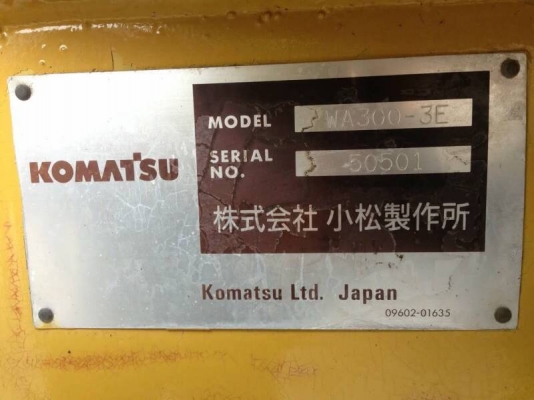 KOMATSU
MODEL WA300-3E
SERIAL NO. 50501
株式会社 小松製作所
Komatsu Ltd. Japan
09602-01635